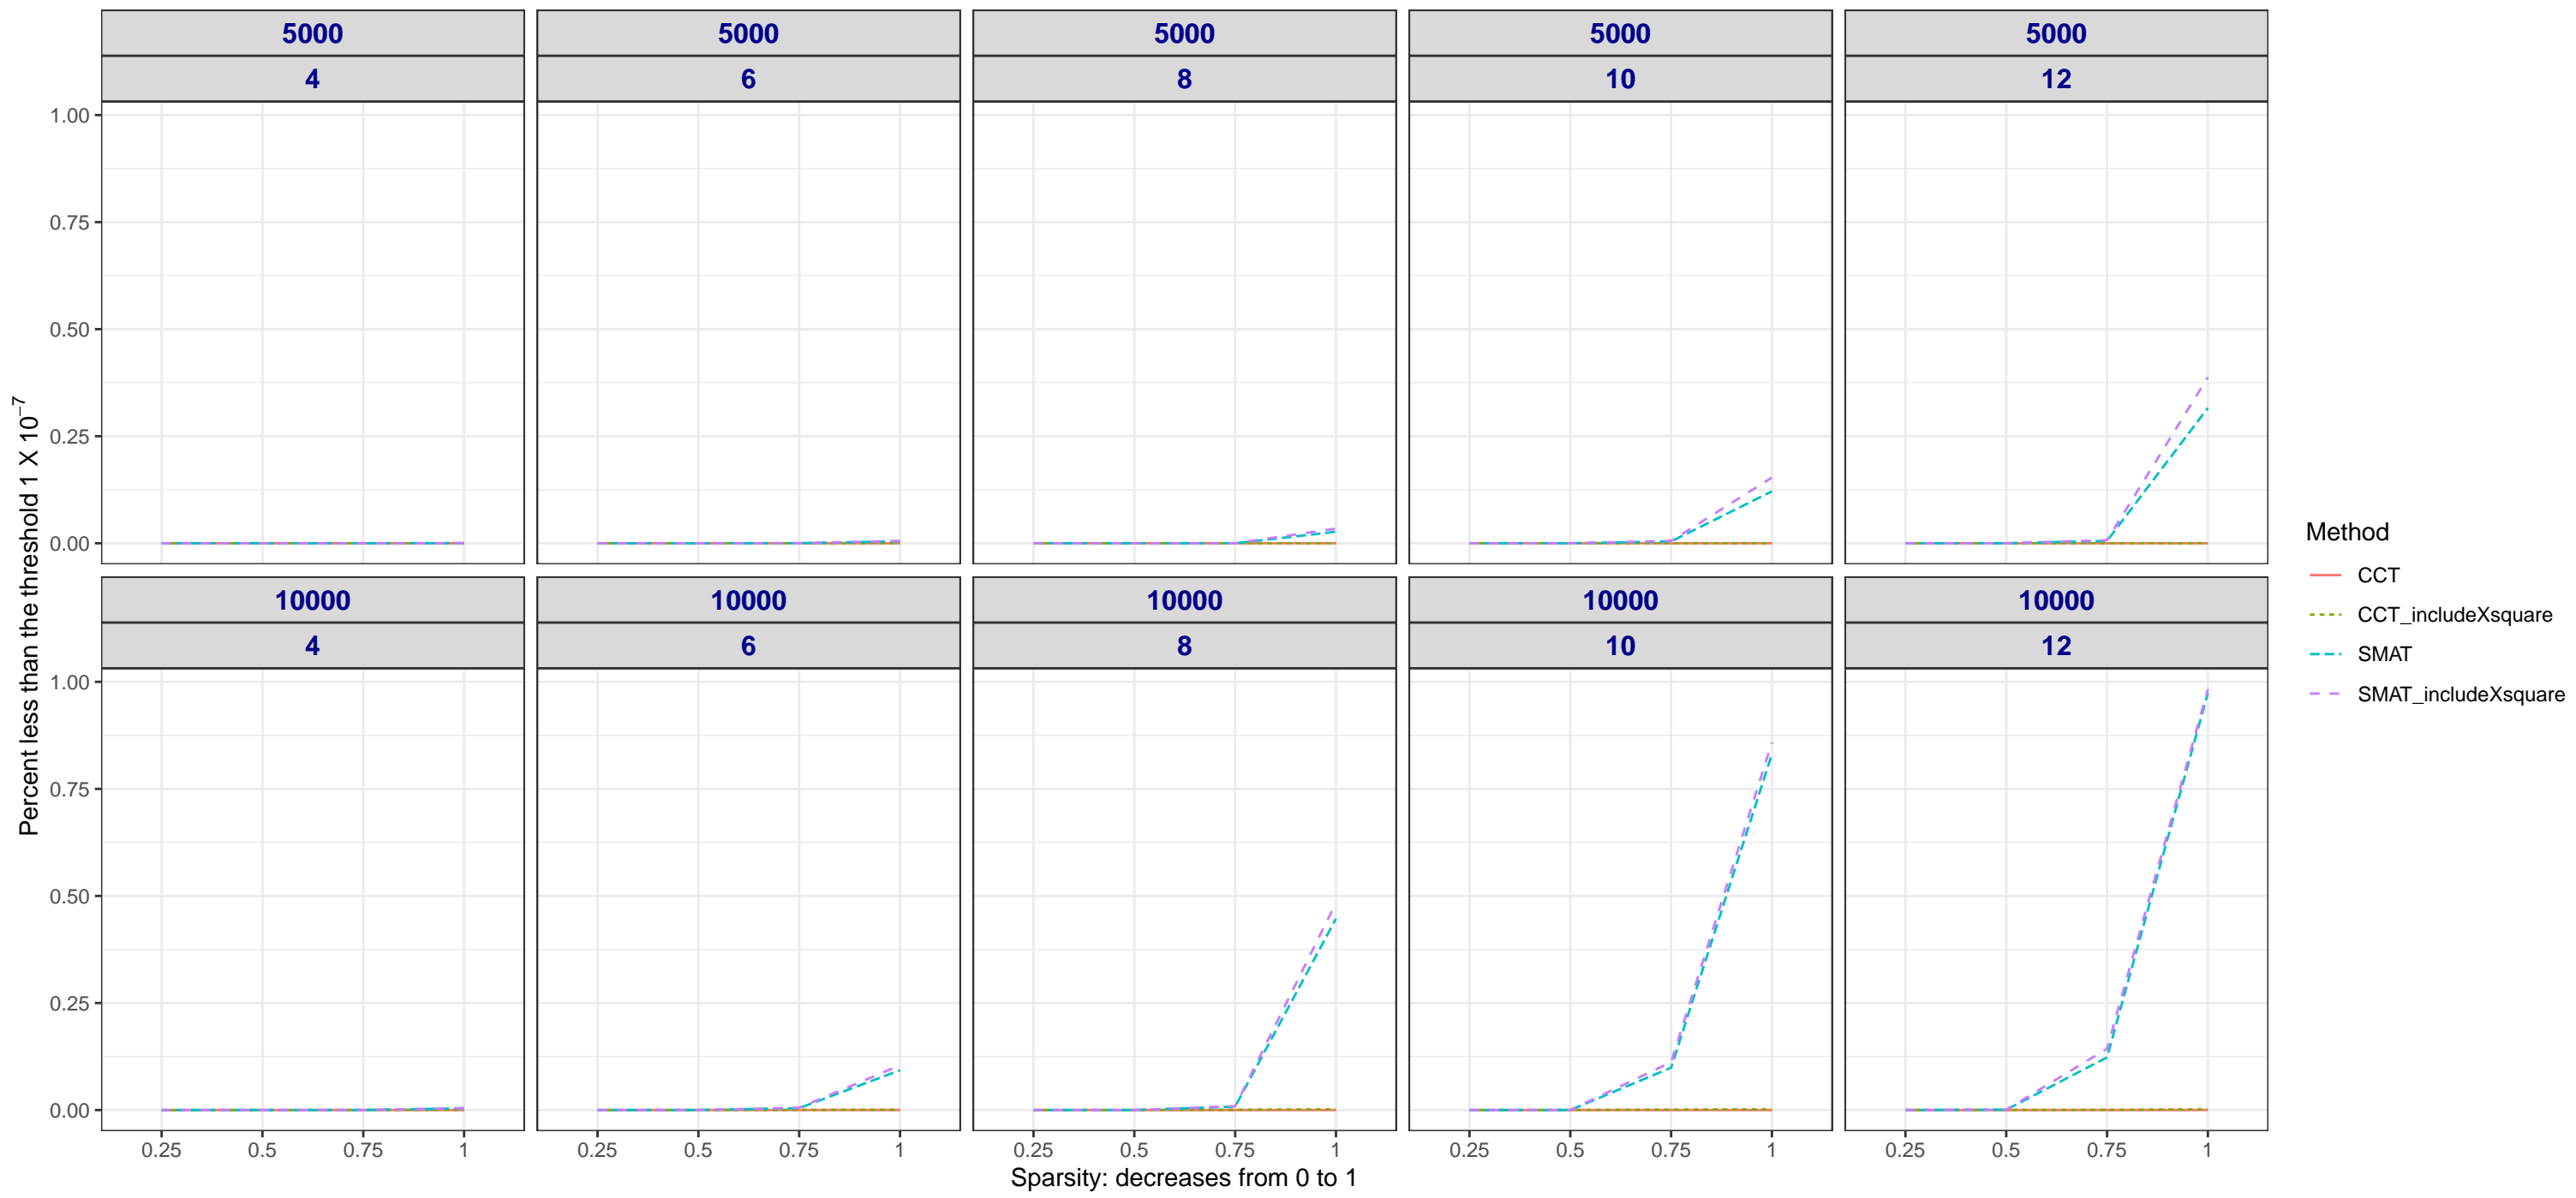 5000 5000 5000 5000 5000
4 6 8 10 12
1.00
0.75
0.50
0.25
0.00
10000 10000 10000 10000 10000
4 6 8 10 12
1.00
0.75
0.50
0.25
0.00
0.25 0.5 0.75 1 0.25 0.5 0.75 1 0.25 0.5 0.75 1 0.25 0.5 0.75 1 0.25 0.5 0.75 1
Sparsity: decreases from 0 to 1
Percent less than the threshold 1 X 10⁻⁷
Method
CCT
CCT_includeXsquare
SMAT
SMAT_includeXsquare